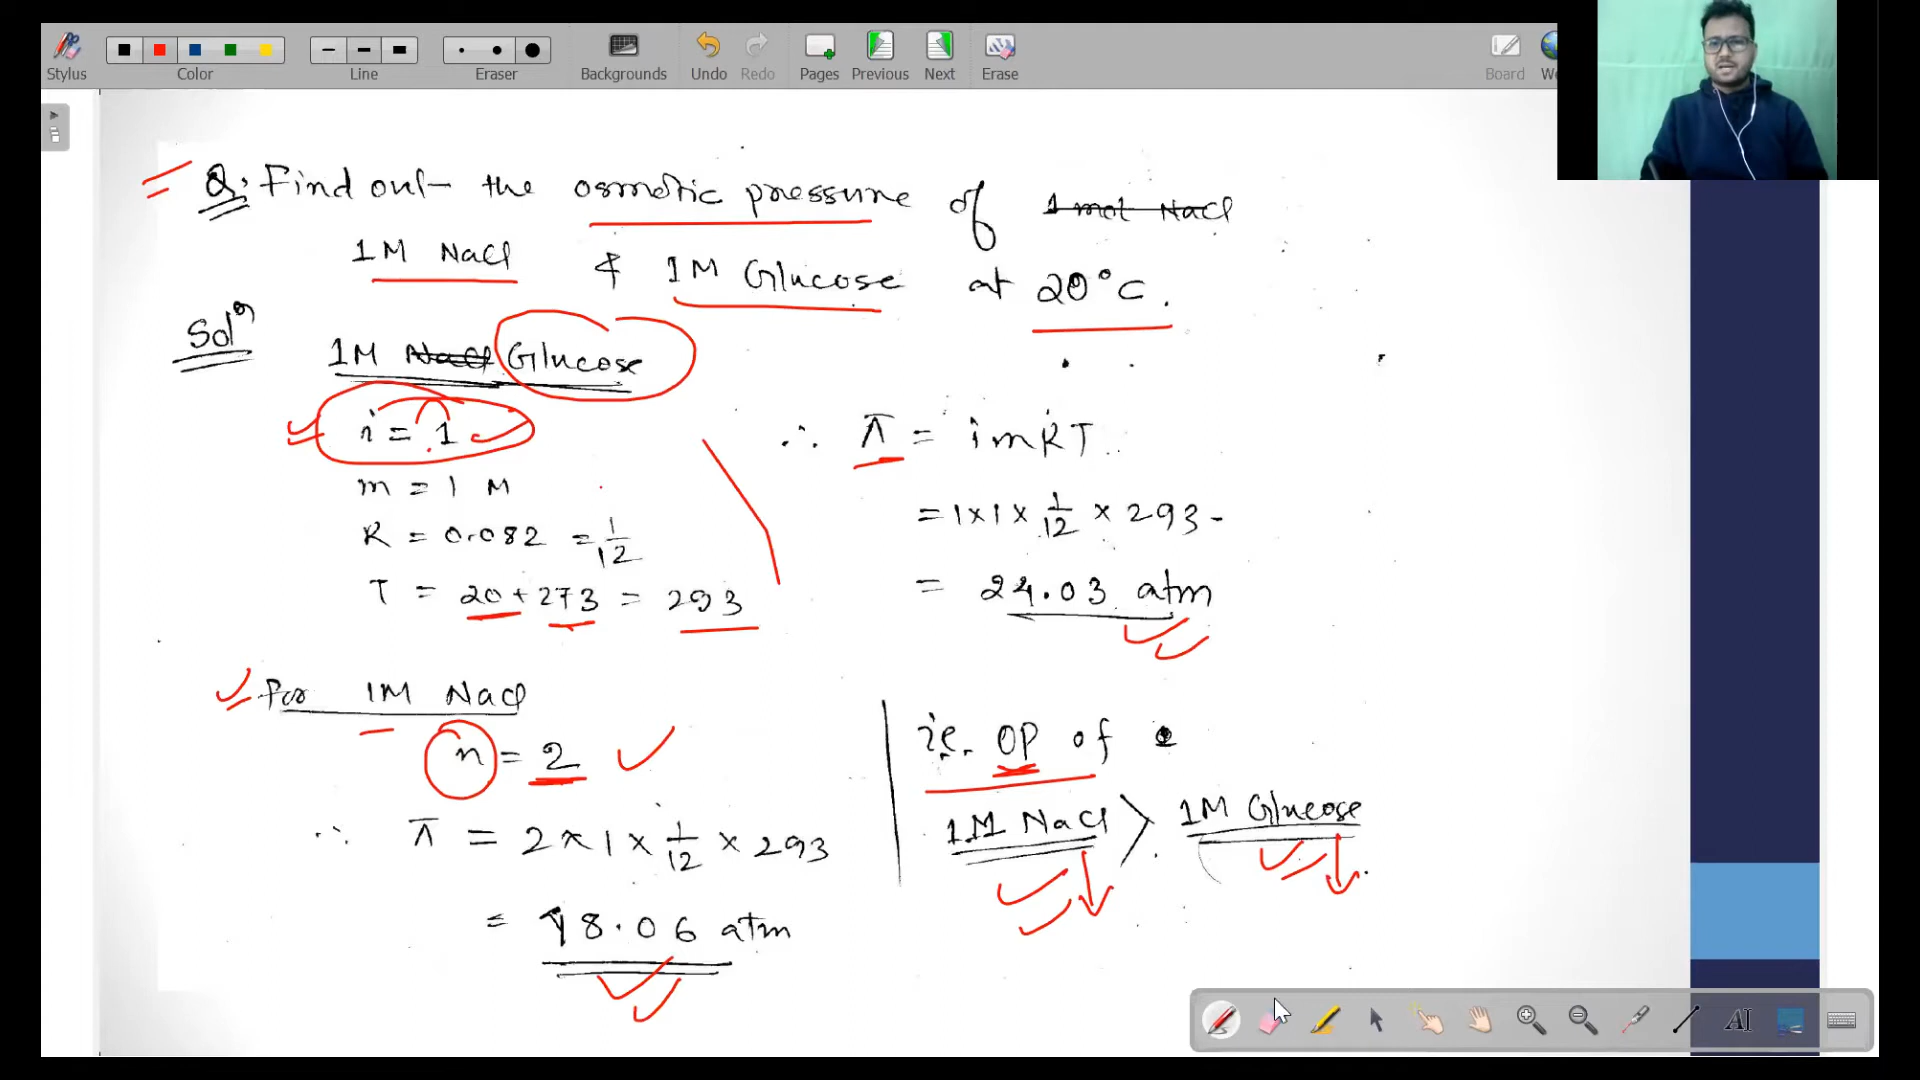 Stylus Color Line Eraser Backgrounds Undo Redo Pages Previous Next Erase Board
Q. Find out the osmotic pressure of 1 mol NaCl
1M NaCl & 1M Glucose at 20°C.
Solⁿ
1M NaCl Glucose
i = 1
m = 1 M
R = 0.082 = 1/12
T = 20 + 273 = 293
∴ π = imRT
= 1 x 1 x 1/12 x 293
= 24.03 atm
For 1M NaCl
n = 2
∴ π = 2 x 1 x 1/12 x 293
= 48.06 atm
ie. OP of
1M NaCl > 1M Glucose
AI